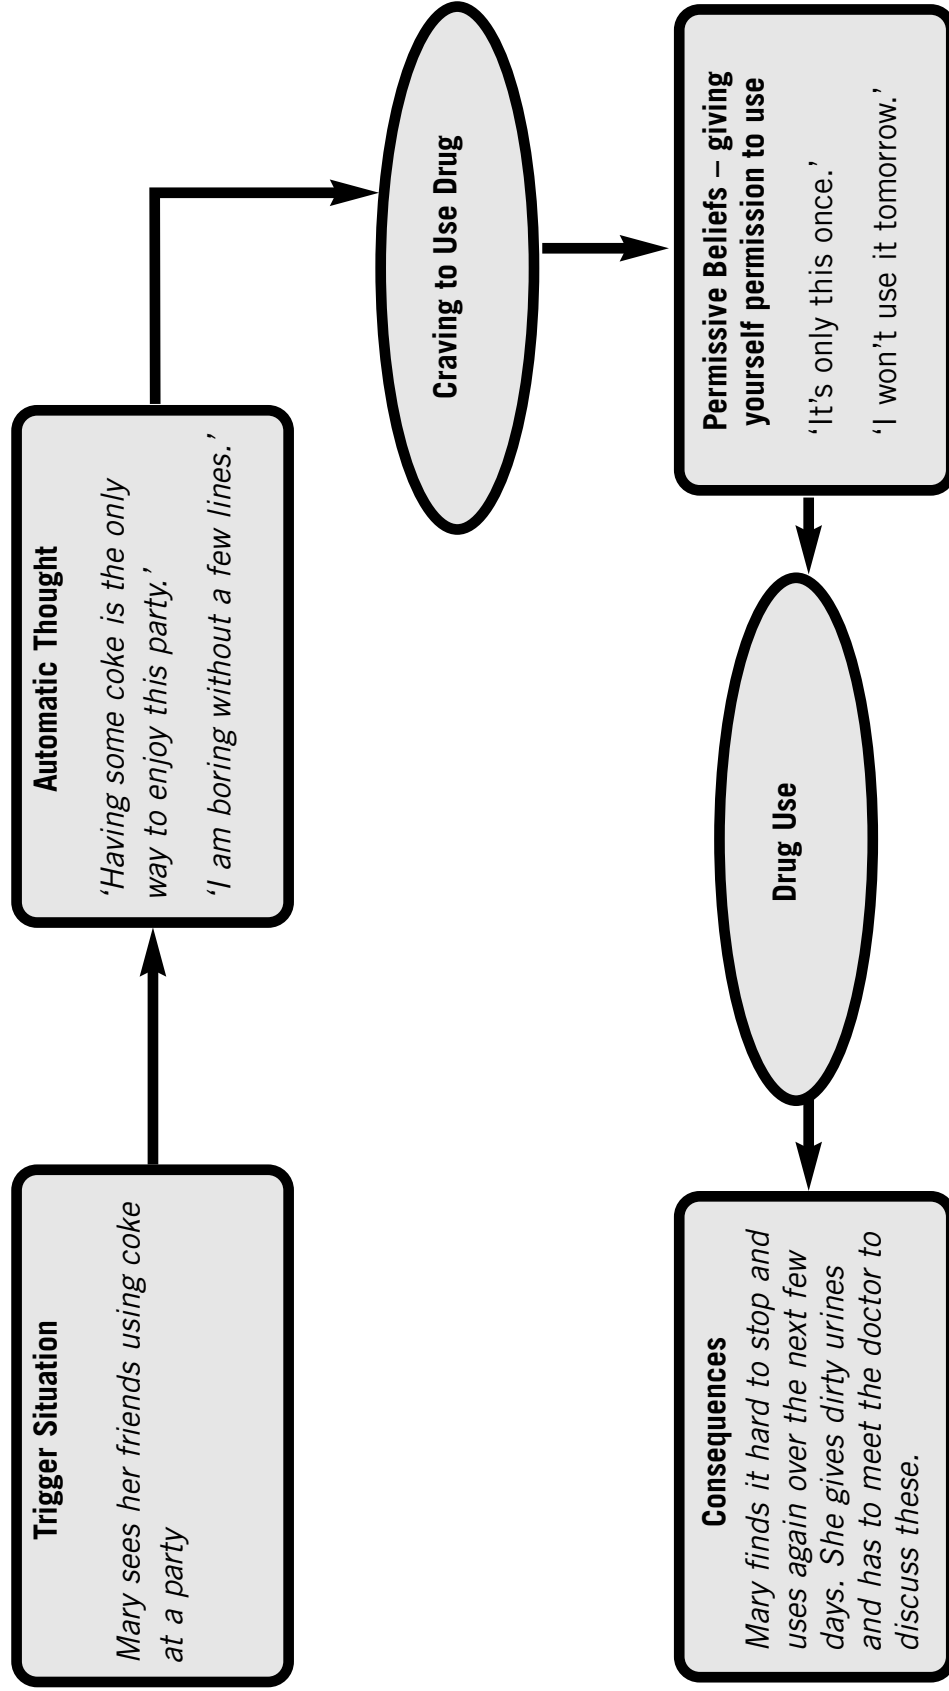 Trigger Situation
Mary sees her friends using coke
at a party
Automatic Thought
‘Having some coke is the only
way to enjoy this party.’
‘I am boring without a few lines.’
Craving to Use Drug
Permissive Beliefs – giving
yourself permission to use
‘It’s only this once.’
‘I won’t use it tomorrow.’
Drug Use
Consequences
Mary finds it hard to stop and
uses again over the next few
days. She gives dirty urines
and has to meet the doctor to
discuss these.